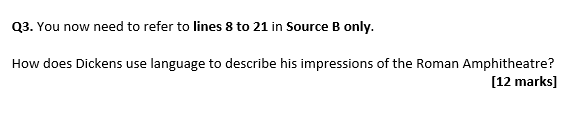 Q3. You now need to refer to lines 8 to 21 in Source B only.
How does Dickens use language to describe his impressions of the Roman Amphitheatre?
[12 marks]